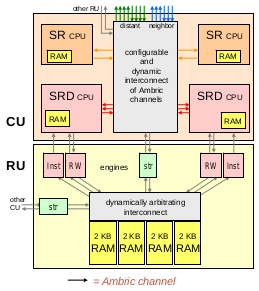 other RU
distant neighbor
SR CPU
RAM
configurable
and
dynamic
interconnect
of Ambric
channels
SR CPU
RAM
SRD CPU
RAM
SRD CPU
RAM
CU
RU
Inst
RW
engines
str
RW
Inst
other
CU
str
dynamically arbitrating
interconnect
2 KB
RAM
2 KB
RAM
2 KB
RAM
2 KB
RAM
= Ambric channel